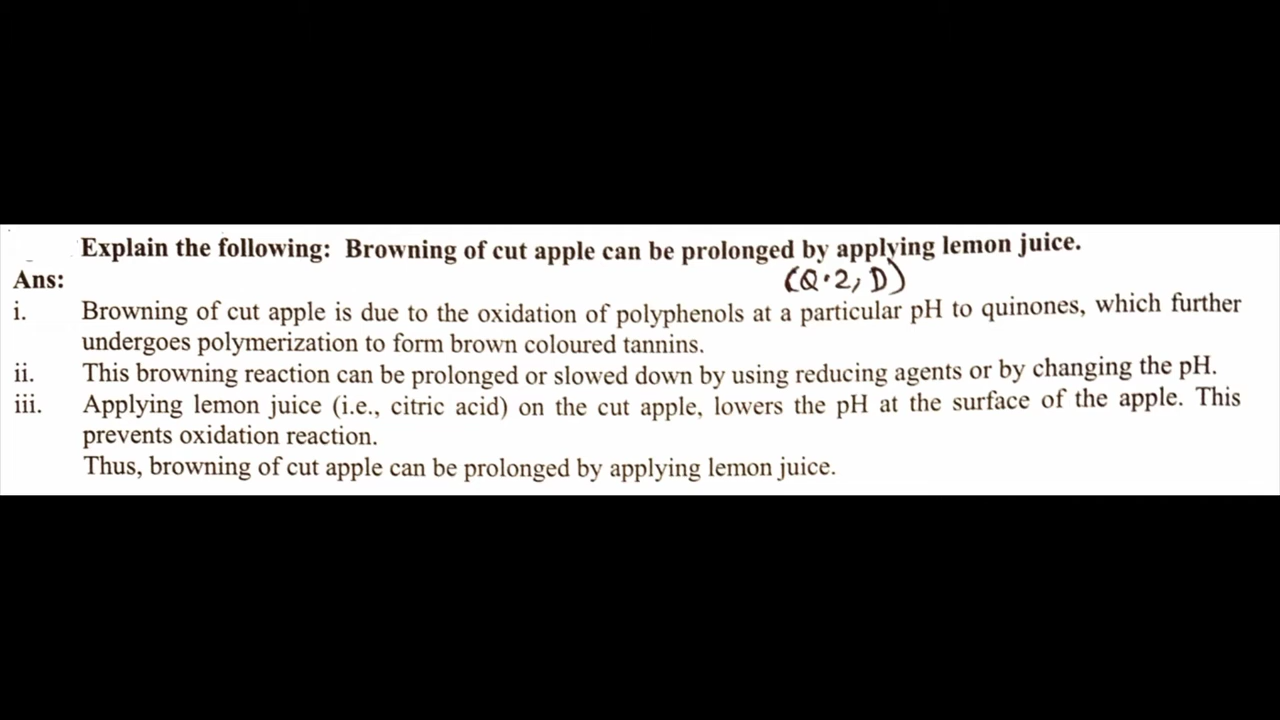 Explain the following: Browning of cut apple can be prolonged by applying lemon juice.
(Q.2, D)
Ans:
i. Browning of cut apple is due to the oxidation of polyphenols at a particular pH to quinones, which further
undergoes polymerization to form brown coloured tannins.
ii. This browning reaction can be prolonged or slowed down by using reducing agents or by changing the pH.
iii. Applying lemon juice (i.e., citric acid) on the cut apple, lowers the pH at the surface of the apple. This
prevents oxidation reaction.
Thus, browning of cut apple can be prolonged by applying lemon juice.